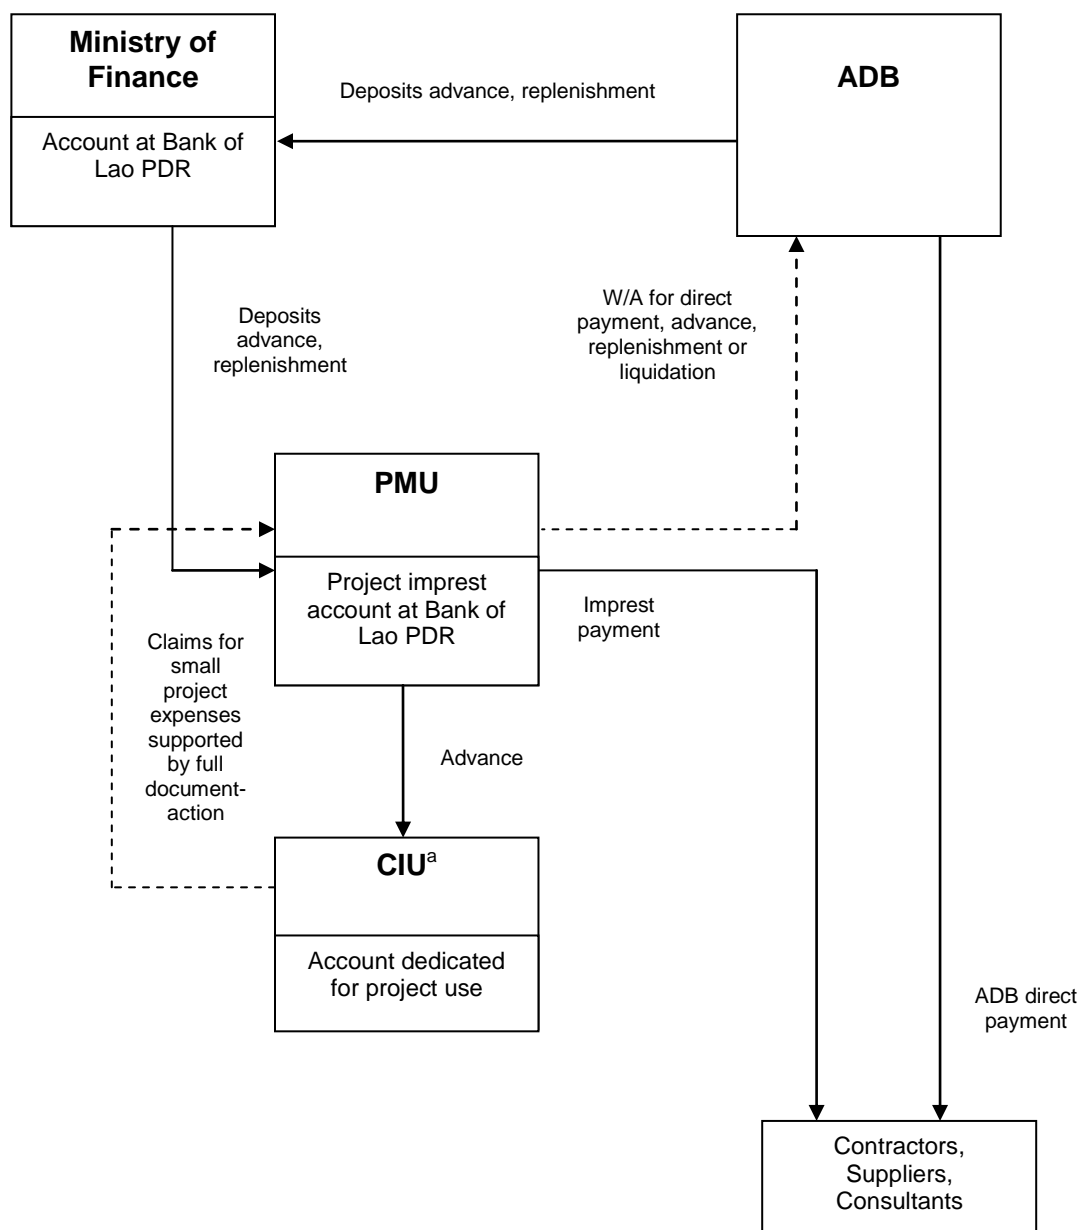 Ministry of
Finance
Account at Bank of
Lao PDR
Deposits advance, replenishment
ADB
Deposits
advance,
replenishment
W/A for direct
payment, advance,
replenishment or
liquidation
PMU
Project imprest
account at Bank of
Lao PDR
Imprest
payment
Claims for
small
project
expenses
supported
by full
document-
action
Advance
CIUᵃ
Account dedicated
for project use
ADB direct
payment
Contractors,
Suppliers,
Consultants